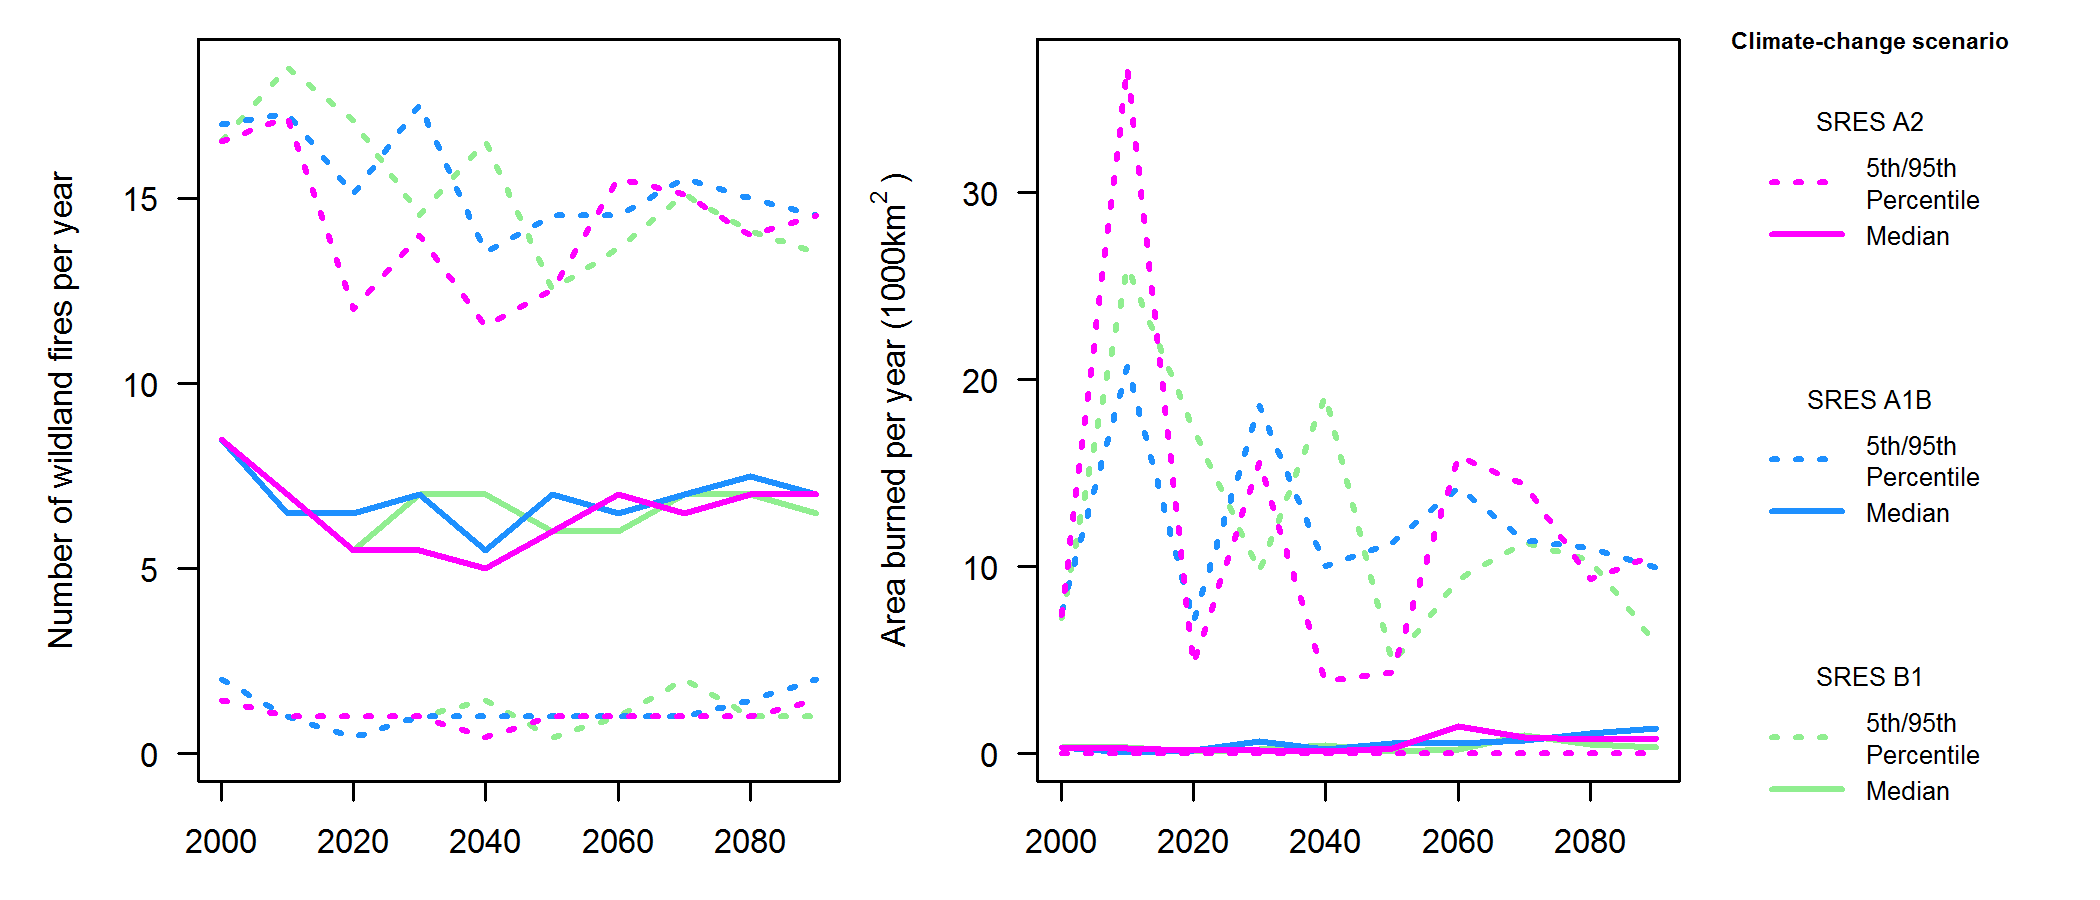 Number of wildland fires per year
15
10
5
0
2000 2020 2040 2060 2080
Area burned per year (1000km² )
30
20
10
0
2000 2020 2040 2060 2080
Climate-change scenario
SRES A2
5th/95th
Percentile
Median
SRES A1B
5th/95th
Percentile
Median
SRES B1
5th/95th
Percentile
Median